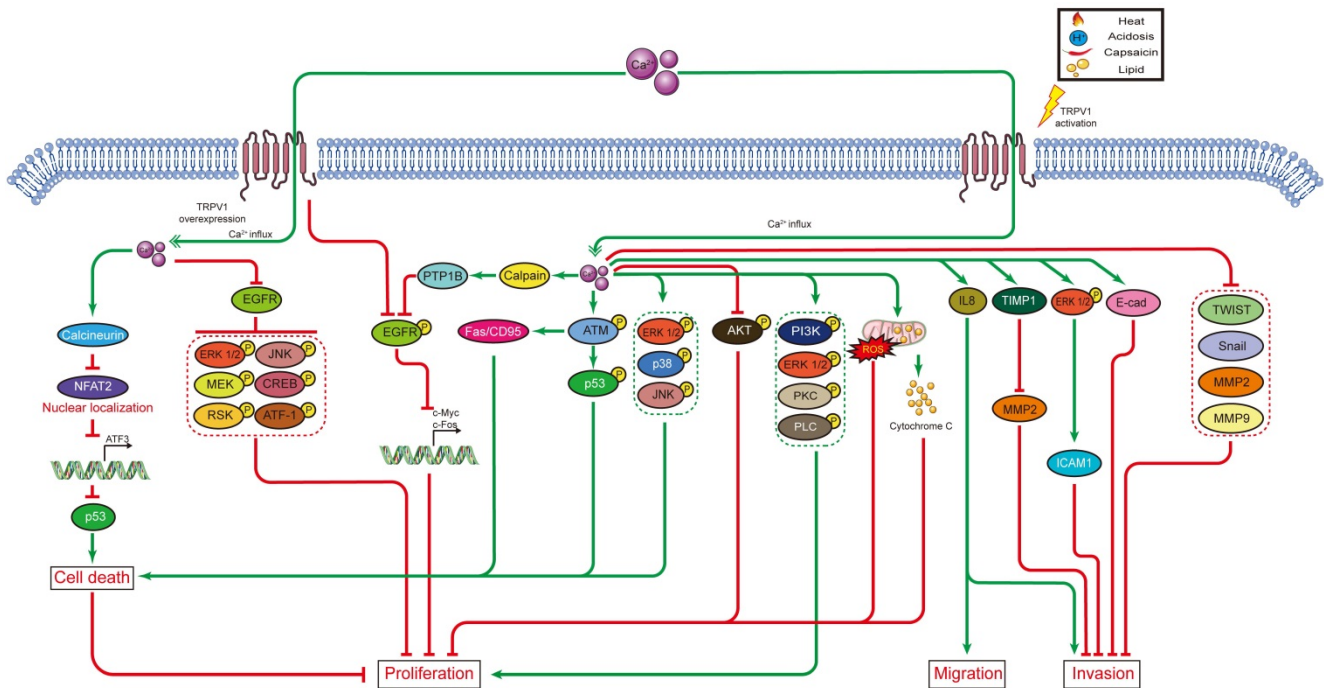 Heat
H⁺ Acidosis
Capsaicin
Lipid
Ca²⁺
TRPV1
activation
TRPV1
overexpression
Ca²⁺ influx
Ca²⁺ influx
Ca²⁺
Ca²⁺
EGFR
PTP1B
Calpain
IL8
TIMP1
ERK 1/2 P
E-cad
TWIST
Snail
MMP2
MMP9
Calcineurin
NFAT2
Nuclear localization
ATF3
p53
ERK 1/2 P
JNK P
MEK P
CREB P
RSK P
ATF-1 P
EGFR P
c-Myc
c-Fos
Fas/CD95
ATM P
p53 P
ERK 1/2 P
p38 P
JNK P
AKT P
PI3K P
ERK 1/2 P
PKC P
PLC P
ROS
Cytochrome C
MMP2
ICAM1
Cell death
Proliferation
Migration
Invasion